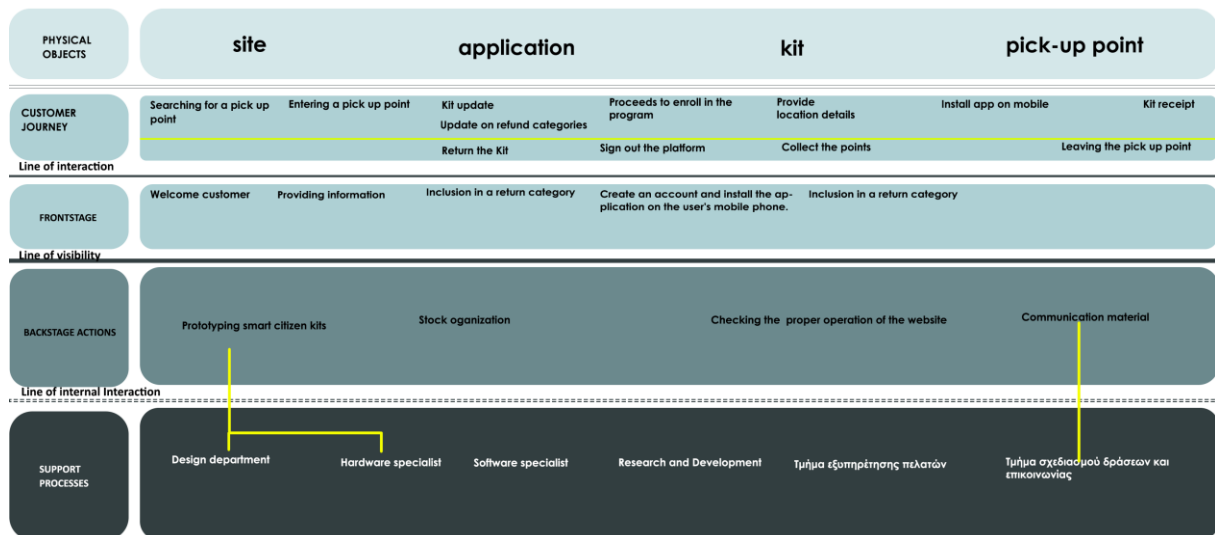 PHYSICAL
OBJECTS
site
application
kit
pick-up point
CUSTOMER
JOURNEY
Searching for a pick up
point
Entering a pick up point
Kit update
Update on refund categories
Proceeds to enroll in the
program
Provide
location details
Install app on mobile
Kit receipt
Return the Kit
Sign out the platform
Collect the points
Leaving the pick up point
Line of interaction
FRONTSTAGE
Welcome customer
Providing information
Inclusion in a return category
Create an account and install the ap-
plication on the user's mobile phone.
Inclusion in a return category
Line of visibility
BACKSTAGE ACTIONS
Prototyping smart citizen kits
Stock oganization
Checking the proper operation of the website
Communication material
Line of internal Interaction
SUPPORT
PROCESSES
Design department
Hardware specialist
Software specialist
Research and Development
Τμήμα εξυπηρέτησης πελατών
Τμήμα σχεδιασμού δράσεων και
επικοινωνίας